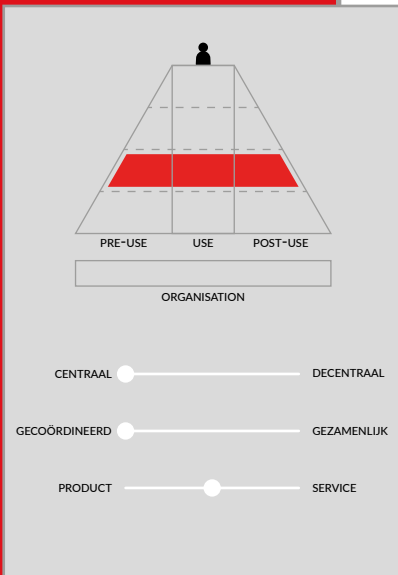 PRE-USE USE POST-USE
ORGANISATION
CENTRAAL DECENTRAAL
GECOÖRDINEERD GEZAMENLIJK
PRODUCT SERVICE